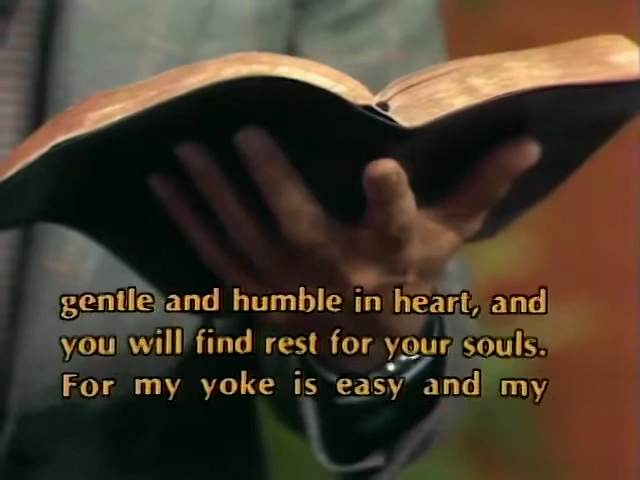 gentle and humble in heart, and
you will find rest for your souls.
For my yoke is easy and my